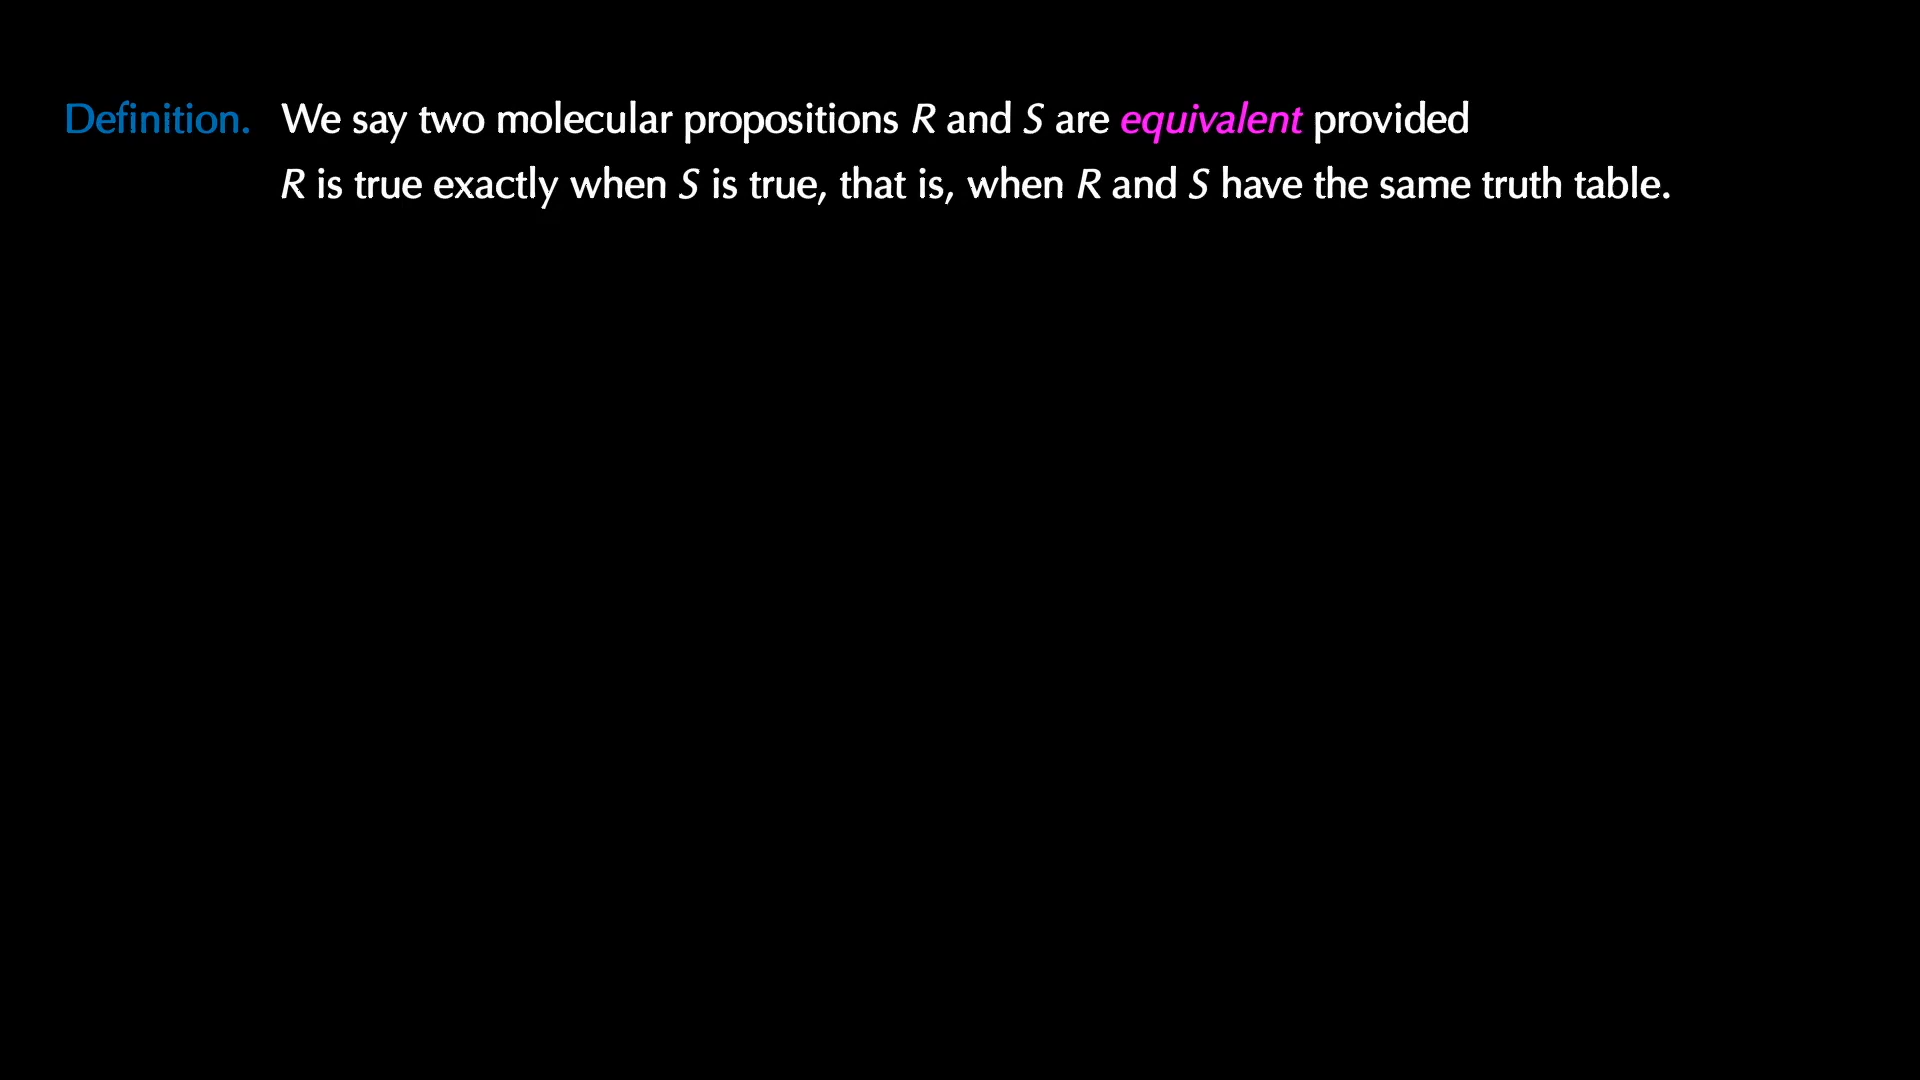 Definition. We say two molecular propositions R and S are equivalent provided
R is true exactly when S is true, that is, when R and S have the same truth table.